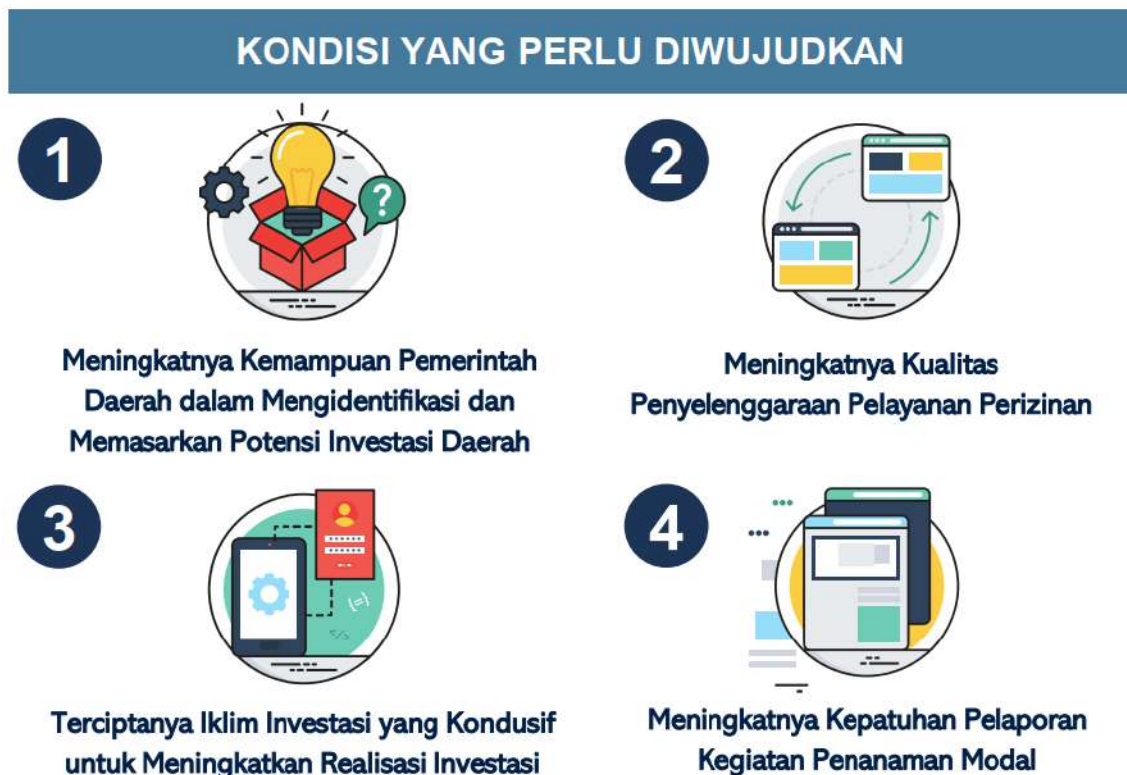 KONDISI YANG PERLU DIWUJUDKAN
1
?
Meningkatnya Kemampuan Pemerintah
Daerah dalam Mengidentifikasi dan
Memasarkan Potensi Investasi Daerah
2
Meningkatnya Kualitas
Penyelenggaraan Pelayanan Perizinan
3
{=}
</>
Terciptanya Iklim Investasi yang Kondusif
untuk Meningkatkan Realisasi Investasi
4
Meningkatnya Kepatuhan Pelaporan
Kegiatan Penanaman Modal